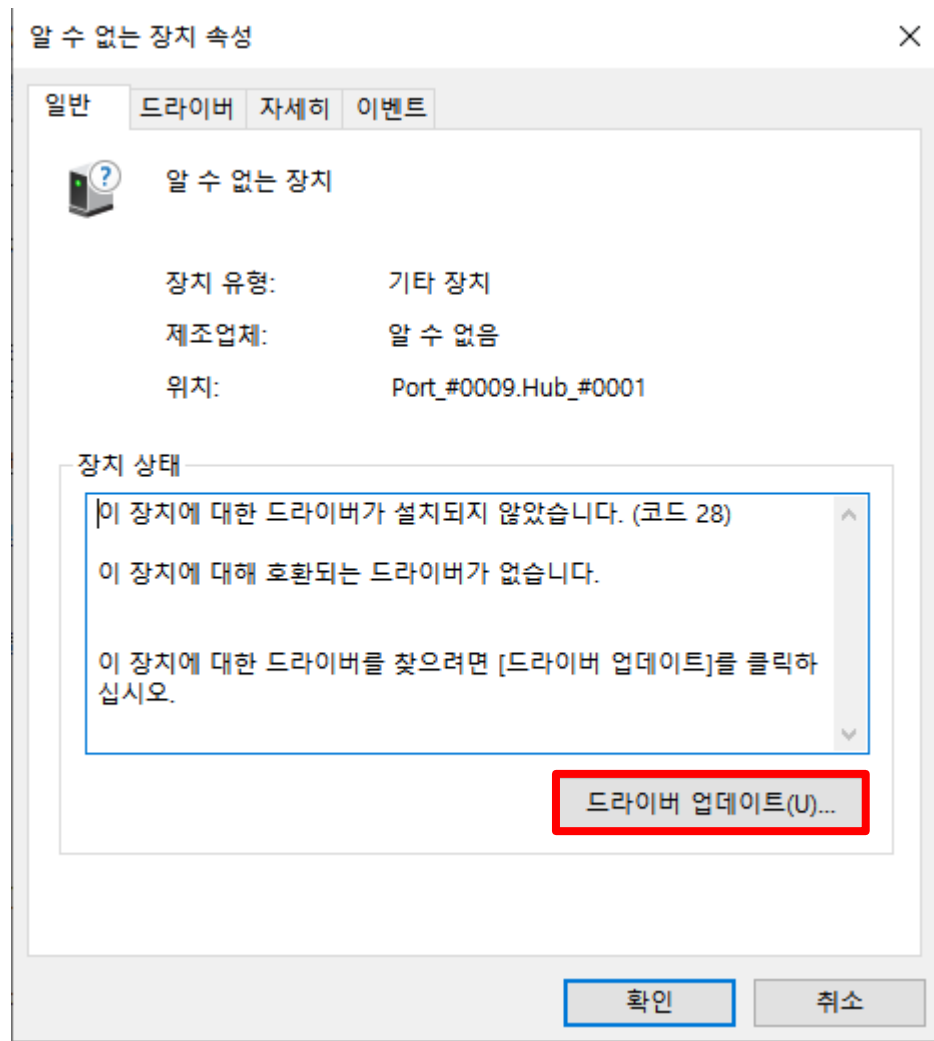 알 수 없는 장치 속성
일반 드라이버 자세히 이벤트
알 수 없는 장치
장치 유형: 기타 장치
제조업체: 알 수 없음
위치: Port_#0009.Hub_#0001
장치 상태
이 장치에 대한 드라이버가 설치되지 않았습니다. (코드 28)
이 장치에 대해 호환되는 드라이버가 없습니다.
이 장치에 대한 드라이버를 찾으려면 [드라이버 업데이트]를 클릭하
십시오.
드라이버 업데이트(U)...
확인 취소